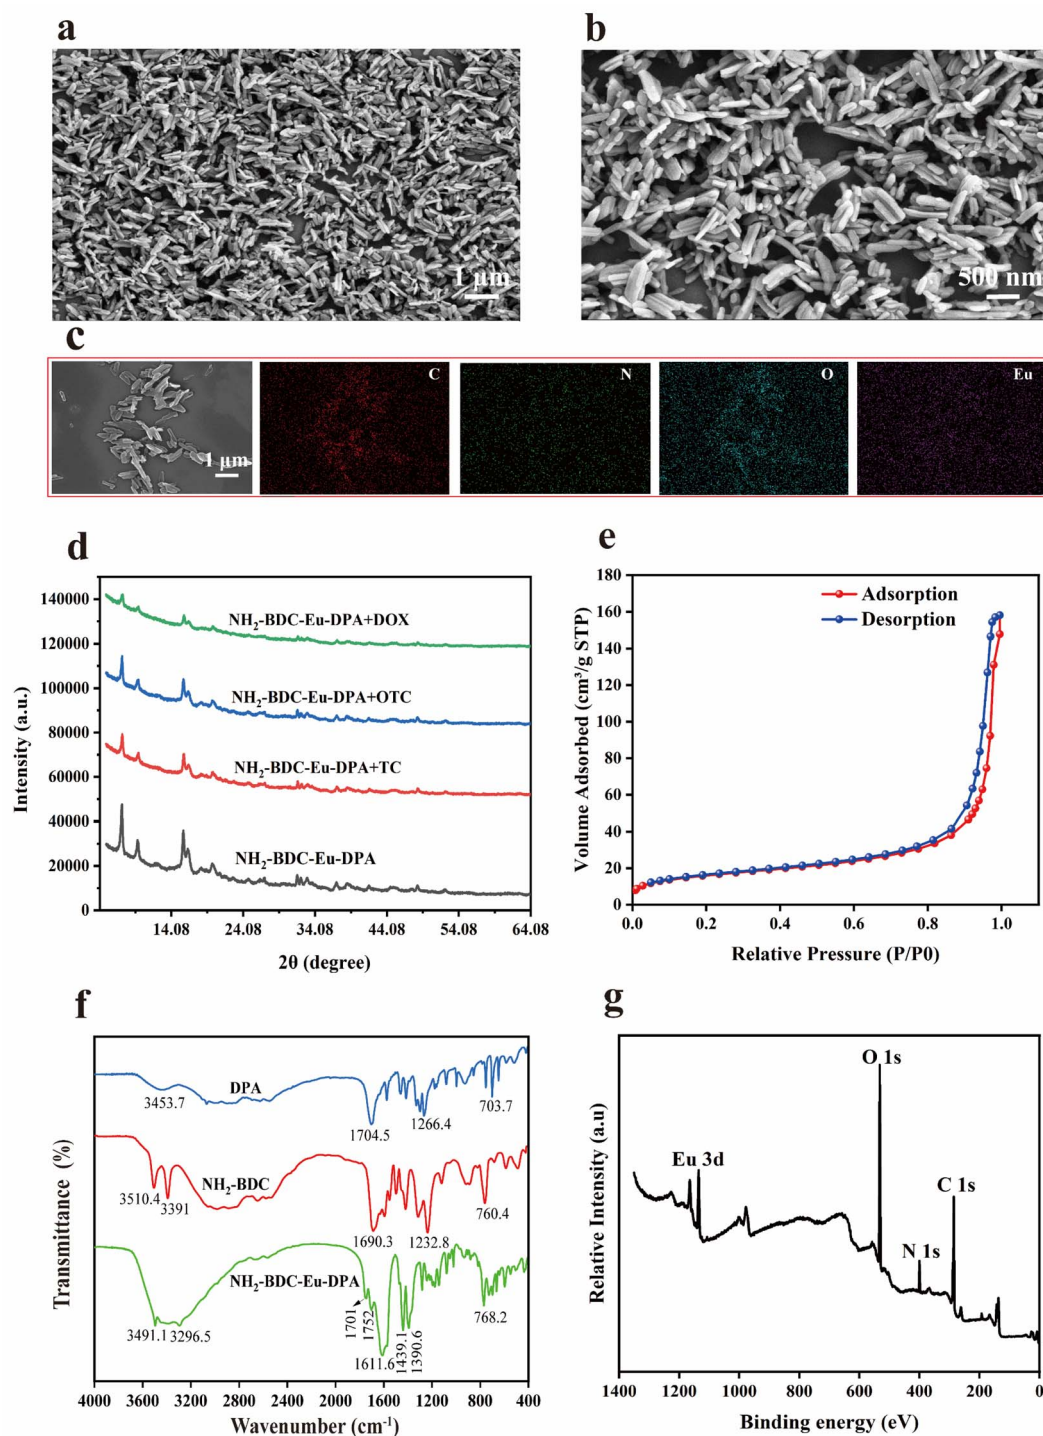 a
b
1 μm
500 nm
c
1 μm
C
N
O
Eu
d
140000
120000
100000
80000
60000
40000
20000
0
Intensity (a.u.)
NH₂-BDC-Eu-DPA+DOX
NH₂-BDC-Eu-DPA+OTC
NH₂-BDC-Eu-DPA+TC
NH₂-BDC-Eu-DPA
14.08 24.08 34.08 44.08 54.08 64.08
2θ (degree)
e
180
160
140
120
100
80
60
40
20
0
Volume Adsorbed (cm³/g STP)
Adsorption
Desorption
0.0 0.2 0.4 0.6 0.8 1.0
Relative Pressure (P/P0)
f
Transmittance (%)
DPA
3453.7
1704.5
1266.4
703.7
NH₂-BDC
3510.4
3391
1690.3
1232.8
760.4
NH₂-BDC-Eu-DPA
3491.1
3296.5
1701
1752
1611.6
1439.1
1390.6
768.2
4000 3600 3200 2800 2400 2000 1600 1200 800 400
Wavenumber (cm⁻¹)
g
Relative Intensity (a.u)
Eu 3d
O 1s
N 1s
C 1s
1400 1200 1000 800 600 400 200 0
Binding energy (eV)